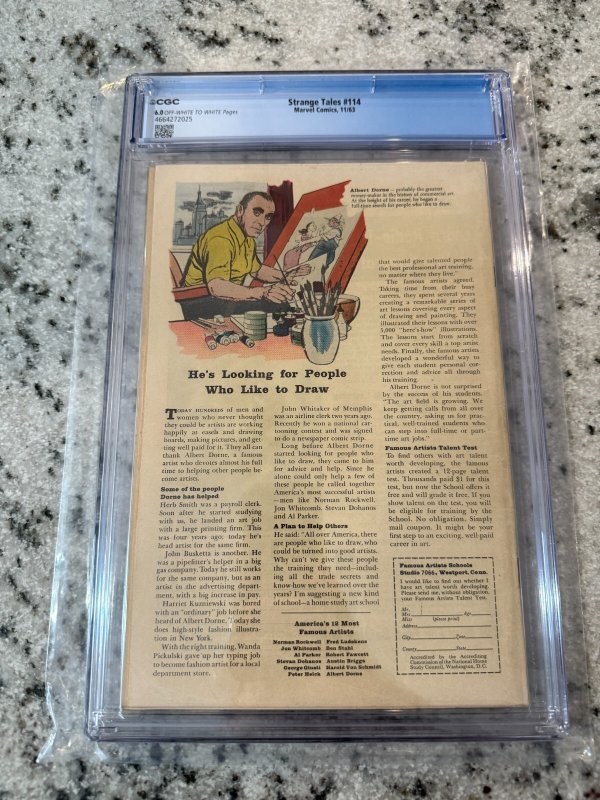 CGC
Strange Tales #114
6.0 OFF-WHITE TO WHITE Pages
Marvel Comics, 11/63
4664272025
Albert Dorne – probably the greatest
money-maker in the history of commercial art.
At the height of his career, he began a
full-time search for people who like to draw.
He's Looking for People
Who Like to Draw
TODAY HUNDREDS of men and
women who never thought
they could be artists are working
happily at easels and drawing
boards, making pictures, and get-
ting well paid for it. They all can
thank Albert Dorne, a famous
artist who devotes almost his full
time to helping other people be-
come artists.
Some of the people
Dorne has helped
Herb Smith was a payroll clerk.
Soon after he started studying
with us, he landed an art job
with a large printing firm. This
was four years ago; today he's
head artist for the same firm.
John Busketta is another. He
was a pipefitter's helper in a big
gas company. Today he still works
for the same company, but as an
artist in the advertising depart-
ment, with a big increase in pay.
Harriet Kuzniewski was bored
with an "ordinary" job before she
heard of Albert Dorne. Today she
does high-style fashion illustra-
tion in New York.
With the right training, Wanda
Pickulski gave up her typing job
to become fashion artist for a local
department store.
John Whitaker of Memphis
was an airline clerk two years ago.
Recently he won a national car-
tooning contest and was signed
to do a newspaper comic strip.
Long before Albert Dorne
started looking for people who
like to draw, they came to him
for advice and help. Since he
alone could only help a few of
these people he called together
America's most successful artists
—men like Norman Rockwell,
Jon Whitcomb, Stevan Dohanos
and Al Parker.
A Plan to Help Others
He said: "All over America, there
are people who like to draw, who
could be turned into good artists.
Why can't we give these people
the training they need—includ-
ing all the trade secrets and
know-how we've learned over the
years? I'm suggesting a new kind
of school—a home study art school
America's 12 Most
Famous Artists
Norman Rockwell Fred Ludekens
Jon Whitcomb Ben Stahl
Al Parker Robert Fawcett
Stevan Dohanos Austin Briggs
George Giusti Harold Von Schmidt
Peter Helck Albert Dorne
that would give talented people
the best professional art training,
no matter where they live."
The famous artists agreed.
Taking time from their busy
careers, they spent several years
creating a remarkable series of
art lessons covering every aspect
of drawing and painting. They
illustrated their lessons with over
5,000 "here's-how" illustrations.
The lessons start from scratch
and cover every skill a top artist
needs. Finally, the famous artists
developed a wonderful way to
give each student personal cor-
rection and advice all through
his training.
Albert Dorne is not surprised
by the success of his students.
"The art field is growing. We
keep getting calls from all over
the country, asking us for prac-
tical, well-trained students who
can step into full-time or part-
time art jobs."
Famous Artists Talent Test
To find others with art talent
worth developing, the famous
artists created a 12-page talent
test. Thousands paid $1 for this
test, but now the School offers it
free and will grade it free. If you
show talent on the test, you will
be eligible for training by the
School. No obligation. Simply
mail coupon. It might be your
first step to an exciting, well-paid
career in art.
Famous Artists Schools
Studio 7066, Westport, Conn.
I would like to find out whether I
have art talent worth developing.
Please send me, without obligation,
your Famous Artists Talent Test.
Mr.
Mrs. Age
Miss (please print)
Address
City Zone
County State
Accredited by the Accrediting
Commission of the National Home
Study Council, Washington, D.C.